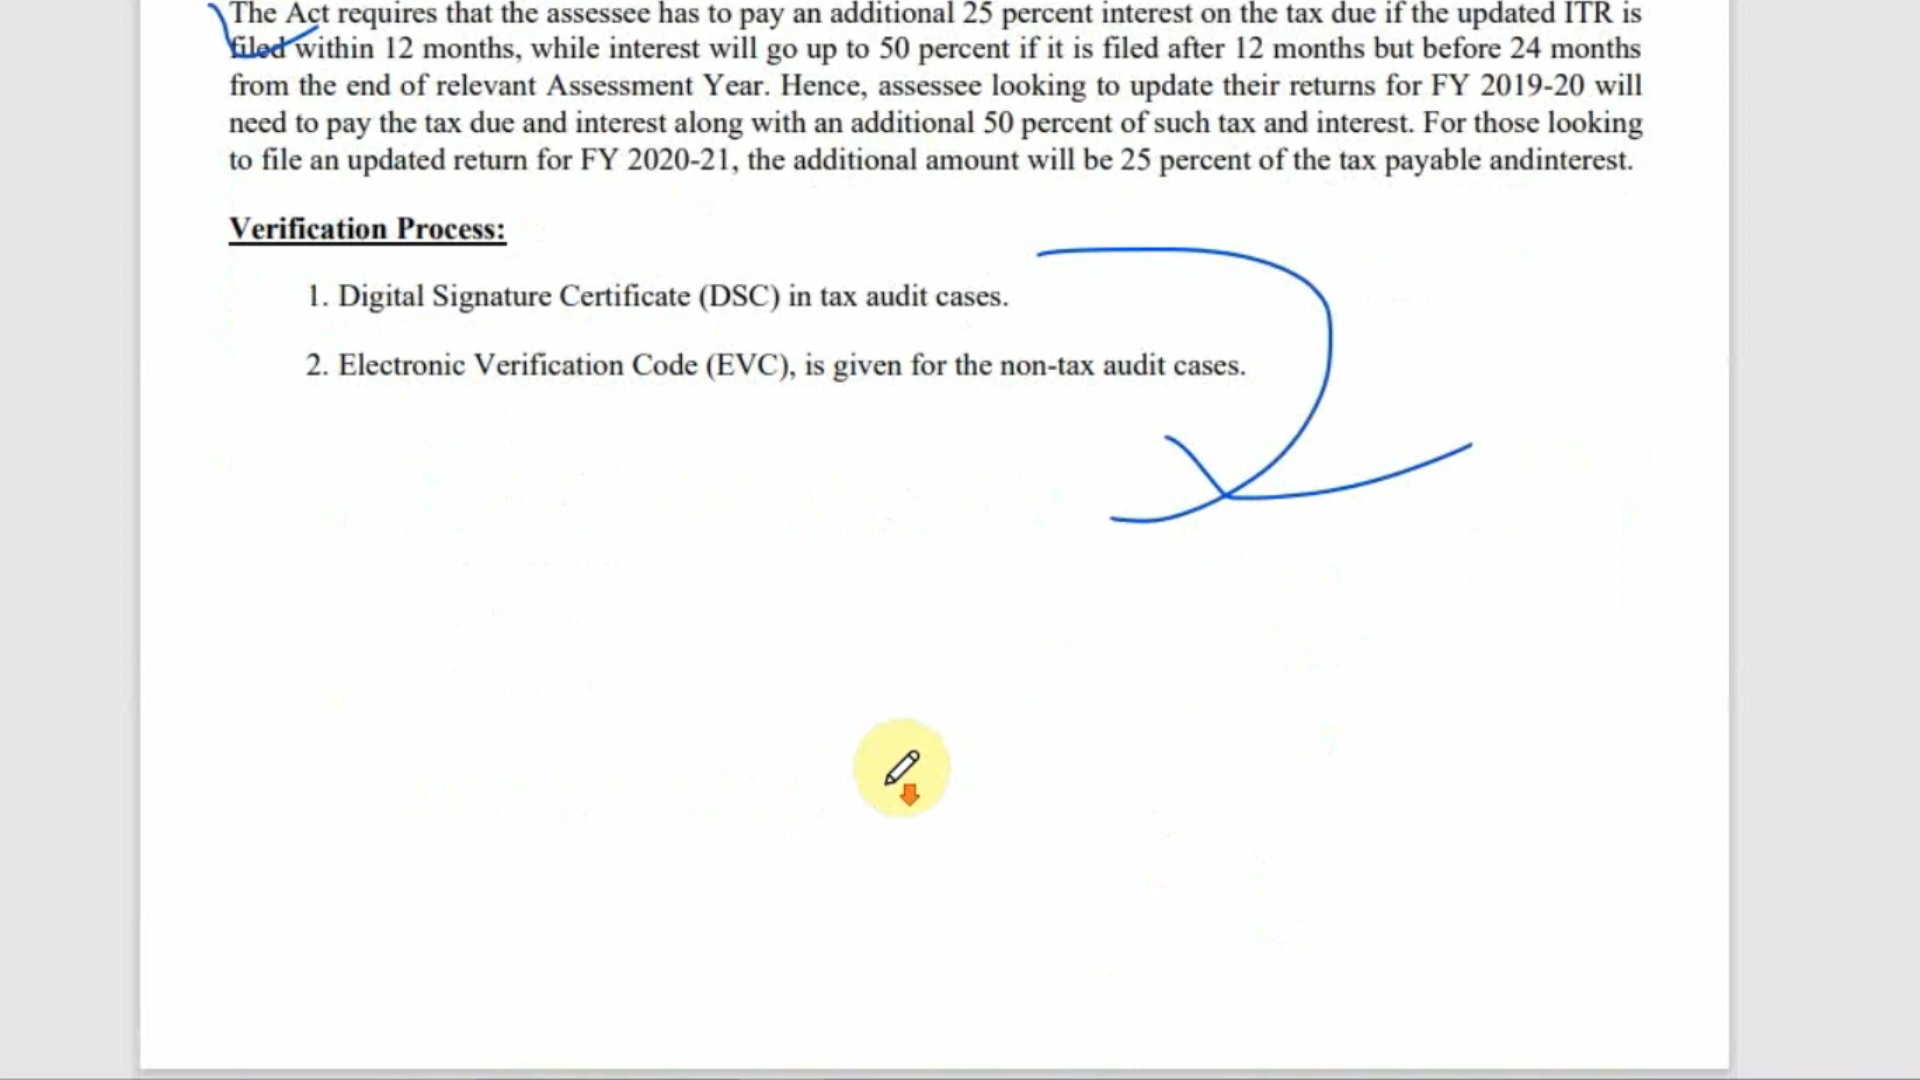 The Act requires that the assessee has to pay an additional 25 percent interest on the tax due if the updated ITR is
filed within 12 months, while interest will go up to 50 percent if it is filed after 12 months but before 24 months
from the end of relevant Assessment Year. Hence, assessee looking to update their returns for FY 2019-20 will
need to pay the tax due and interest along with an additional 50 percent of such tax and interest. For those looking
to file an updated return for FY 2020-21, the additional amount will be 25 percent of the tax payable andinterest.
Verification Process:
1. Digital Signature Certificate (DSC) in tax audit cases.
2. Electronic Verification Code (EVC), is given for the non-tax audit cases.